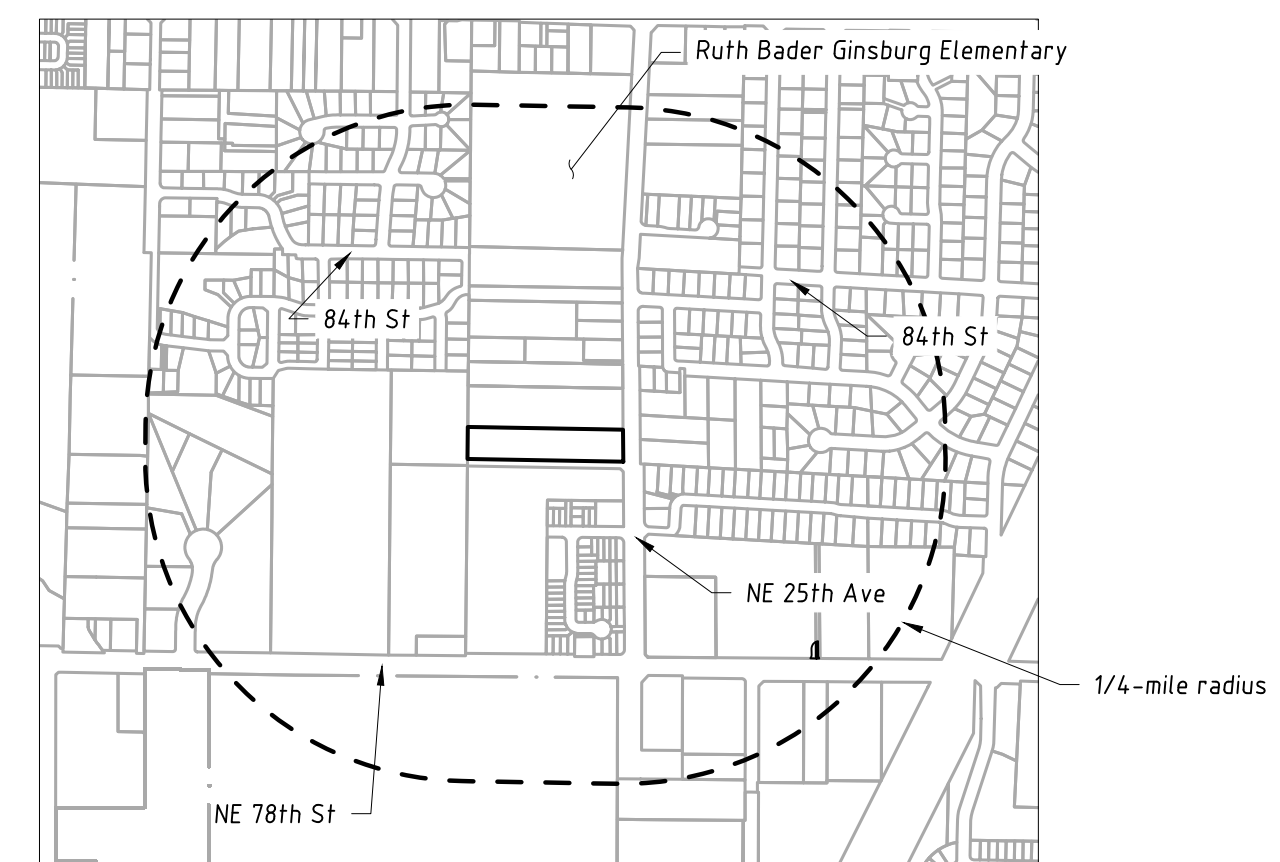 Ruth Bader Ginsburg Elementary
84th St
84th St
NE 25th Ave
1/4-mile radius
NE 78th St